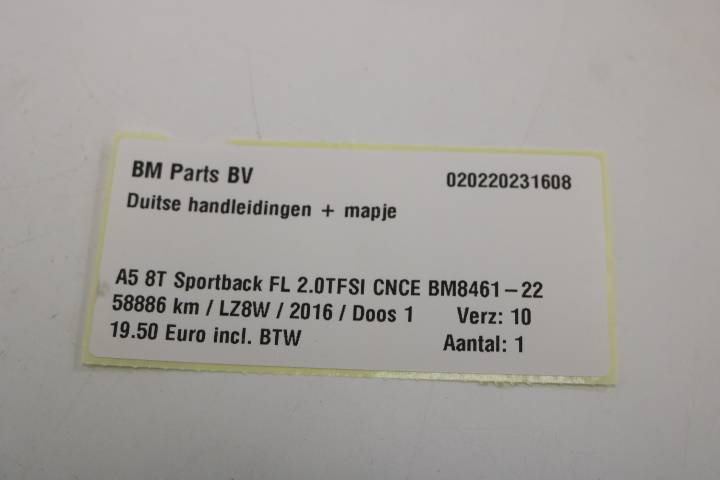 BM Parts BV 020220231608
Duitse handleidingen + mapje
A5 8T Sportback FL 2.0TFSI CNCE BM8461-22
58886 km / LZ8W / 2016 / Doos 1 Verz: 10
19.50 Euro incl. BTW Aantal: 1